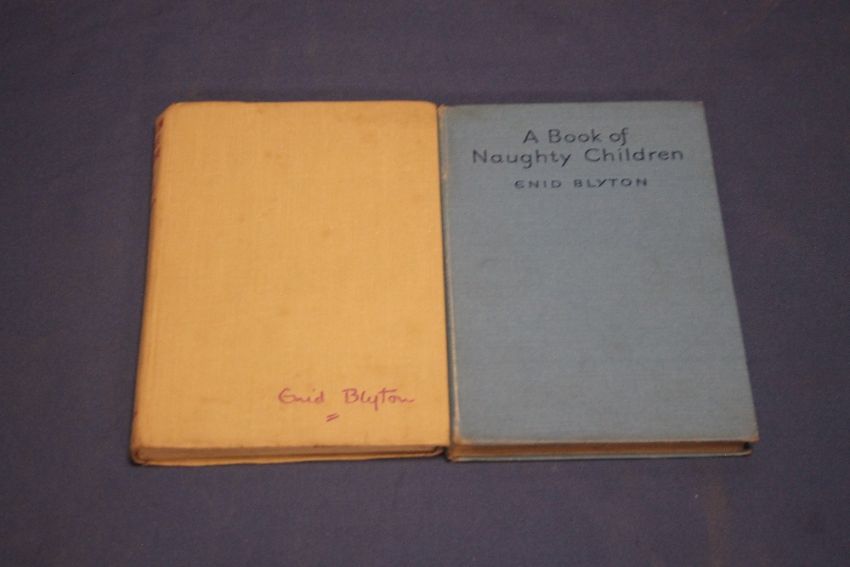 Enid Blyton
A Book of
Naughty Children
ENID BLYTON